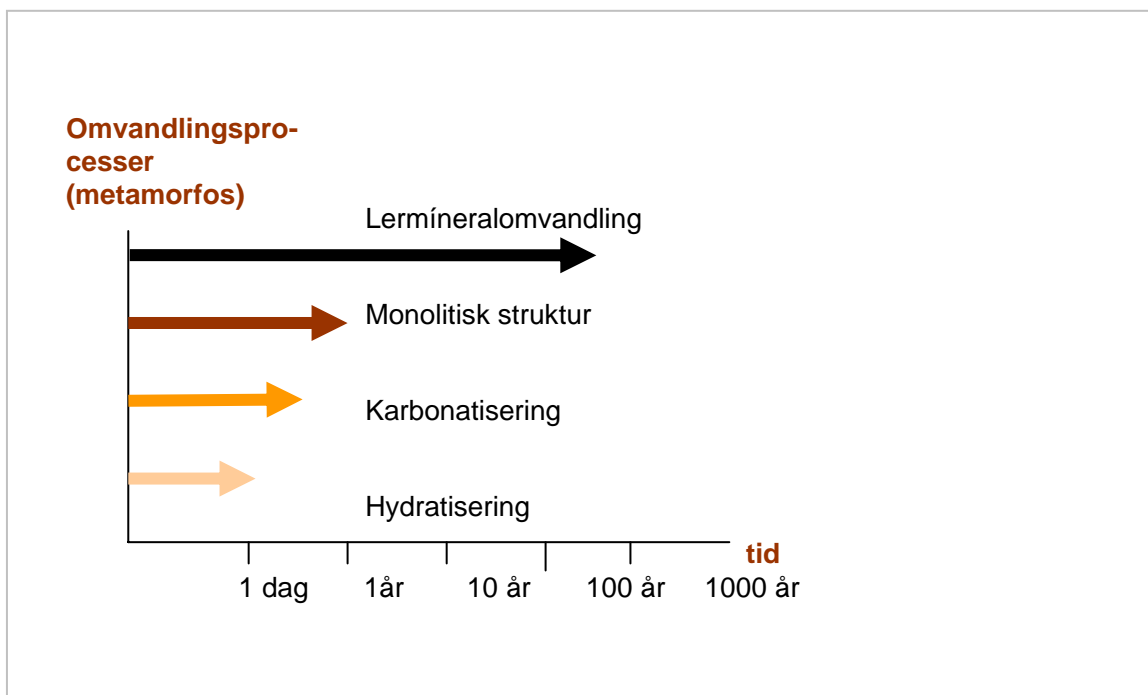 Omvandlingspro-
cesser
(metamorfos)
Lermíneralomvandling
Monolitisk struktur
Karbonatisering
Hydratisering
tid
1 dag 1år 10 år 100 år 1000 år